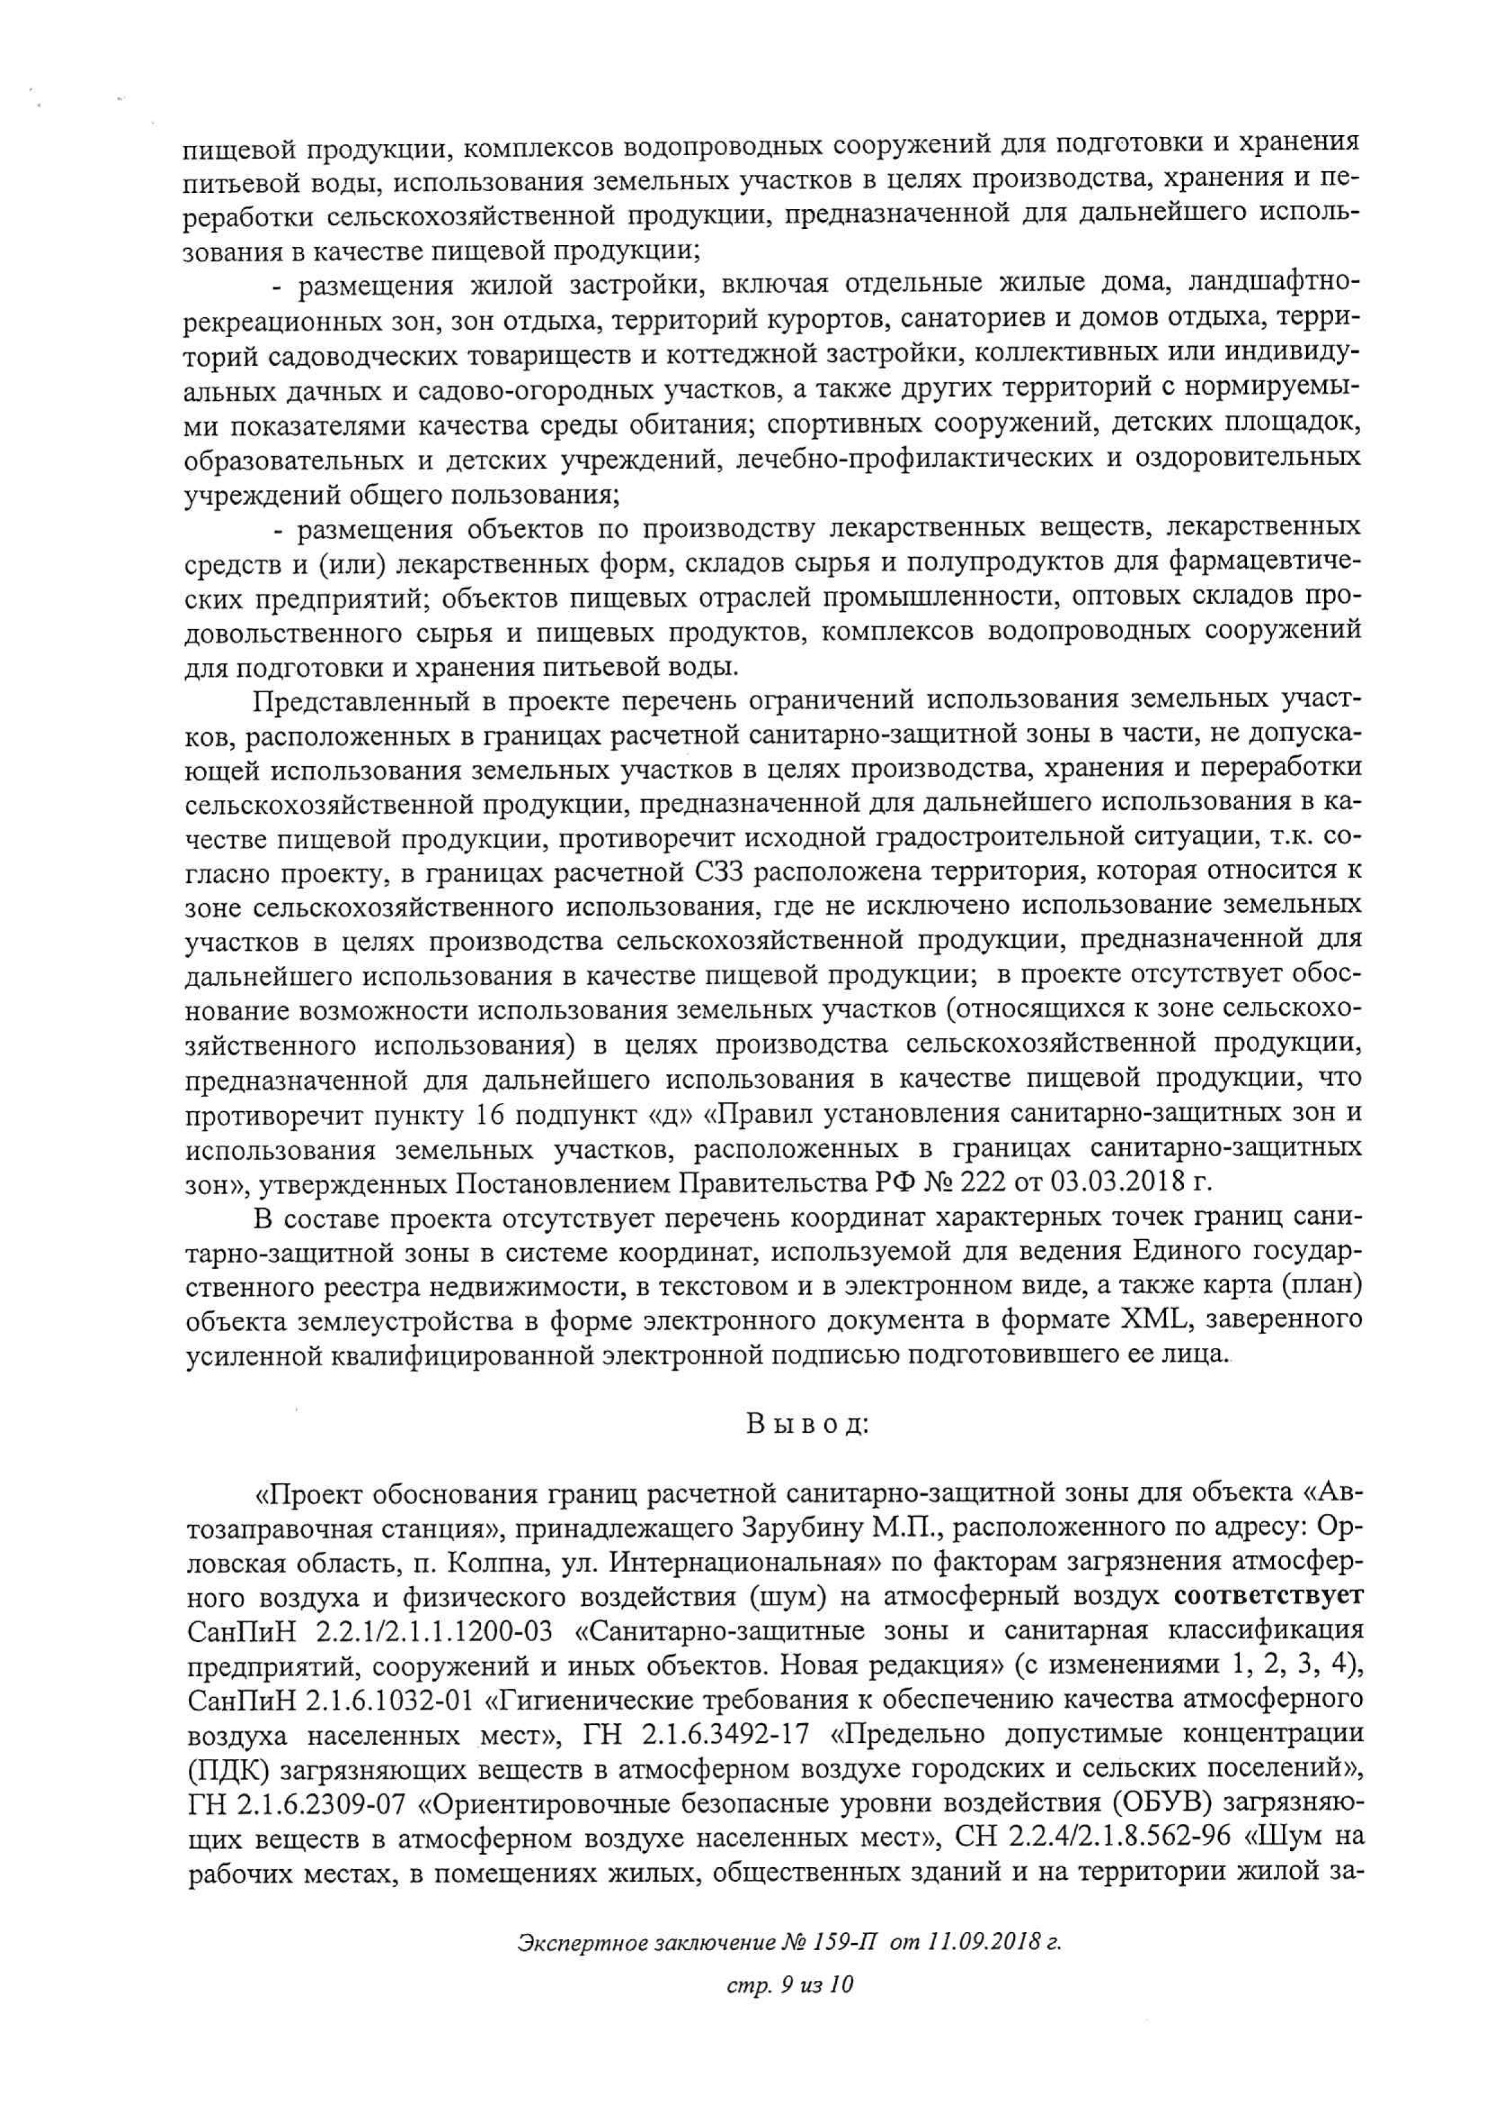 пищевой продукции, комплексов водопроводных сооружений для подготовки и хранения
питьевой воды, использования земельных участков в целях производства, хранения и пе-
реработки сельскохозяйственной продукции, предназначенной для дальнейшего исполь-
зования в качестве пищевой продукции;
- размещения жилой застройки, включая отдельные жилые дома, ландшафтно-
рекреационных зон, зон отдыха, территорий курортов, санаториев и домов отдыха, терри-
торий садоводческих товариществ и коттеджной застройки, коллективных или индивиду-
альных дачных и садово-огородных участков, а также других территорий с нормируемы-
ми показателями качества среды обитания; спортивных сооружений, детских площадок,
образовательных и детских учреждений, лечебно-профилактических и оздоровительных
учреждений общего пользования;
- размещения объектов по производству лекарственных веществ, лекарственных
средств и (или) лекарственных форм, складов сырья и полупродуктов для фармацевтиче-
ских предприятий; объектов пищевых отраслей промышленности, оптовых складов про-
довольственного сырья и пищевых продуктов, комплексов водопроводных сооружений
для подготовки и хранения питьевой воды.
Представленный в проекте перечень ограничений использования земельных участ-
ков, расположенных в границах расчетной санитарно-защитной зоны в части, не допуска-
ющей использования земельных участков в целях производства, хранения и переработки
сельскохозяйственной продукции, предназначенной для дальнейшего использования в ка-
честве пищевой продукции, противоречит исходной градостроительной ситуации, т.к. со-
гласно проекту, в границах расчетной СЗЗ расположена территория, которая относится к
зоне сельскохозяйственного использования, где не исключено использование земельных
участков в целях производства сельскохозяйственной продукции, предназначенной для
дальнейшего использования в качестве пищевой продукции; в проекте отсутствует обос-
нование возможности использования земельных участков (относящихся к зоне сельскохо-
зяйственного использования) в целях производства сельскохозяйственной продукции,
предназначенной для дальнейшего использования в качестве пищевой продукции, что
противоречит пункту 16 подпункт «д» «Правил установления санитарно-защитных зон и
использования земельных участков, расположенных в границах санитарно-защитных
зон», утвержденных Постановлением Правительства РФ № 222 от 03.03.2018 г.
В составе проекта отсутствует перечень координат характерных точек границ сани-
тарно-защитной зоны в системе координат, используемой для ведения Единого государ-
ственного реестра недвижимости, в текстовом и в электронном виде, а также карта (план)
объекта землеустройства в форме электронного документа в формате XML, заверенного
усиленной квалифицированной электронной подписью подготовившего ее лица.
В ы в о д:
«Проект обоснования границ расчетной санитарно-защитной зоны для объекта «Ав-
тозаправочная станция», принадлежащего Зарубину М.П., расположенного по адресу: Ор-
ловская область, п. Колпна, ул. Интернациональная» по факторам загрязнения атмосфер-
ного воздуха и физического воздействия (шум) на атмосферный воздух соответствует
СанПиН 2.2.1/2.1.1.1200-03 «Санитарно-защитные зоны и санитарная классификация
предприятий, сооружений и иных объектов. Новая редакция» (с изменениями 1, 2, 3, 4),
СанПиН 2.1.6.1032-01 «Гигиенические требования к обеспечению качества атмосферного
воздуха населенных мест», ГН 2.1.6.3492-17 «Предельно допустимые концентрации
(ПДК) загрязняющих веществ в атмосферном воздухе городских и сельских поселений»,
ГН 2.1.6.2309-07 «Ориентировочные безопасные уровни воздействия (ОБУВ) загрязняю-
щих веществ в атмосферном воздухе населенных мест», СН 2.2.4/2.1.8.562-96 «Шум на
рабочих местах, в помещениях жилых, общественных зданий и на территории жилой за-
Экспертное заключение № 159-П от 11.09.2018 г.
стр. 9 из 10